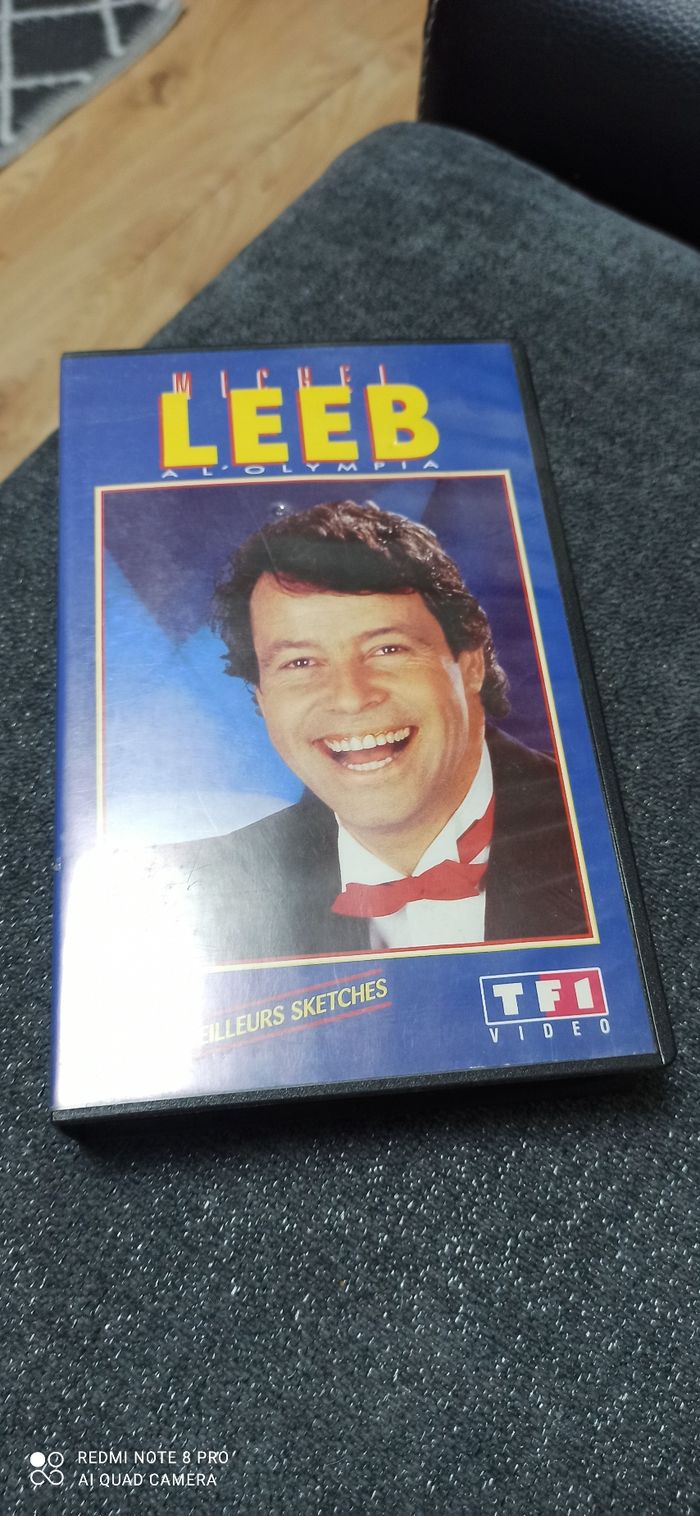 MICHEL
LEEB
A L'OLYMPIA
EILLEURS SKETCHES
TF1
VIDEO
REDMI NOTE 8 PRO
AI QUAD CAMERA